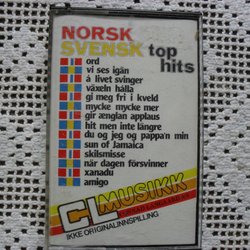 NORSK
SVENSK top
hits
ord
vi ses igän
å livet svinger
växeln hallå
gi meg fri i kveld
mycke mycke mer
gir ænglan applaus
hit men inte längre
du og jeg og pappa'n min
sun of Jamaica
skilsmisse
när dagen försvinner
xanadu
amigo
CI MUSIKK
IKKE ORIGINALINNSPILLING